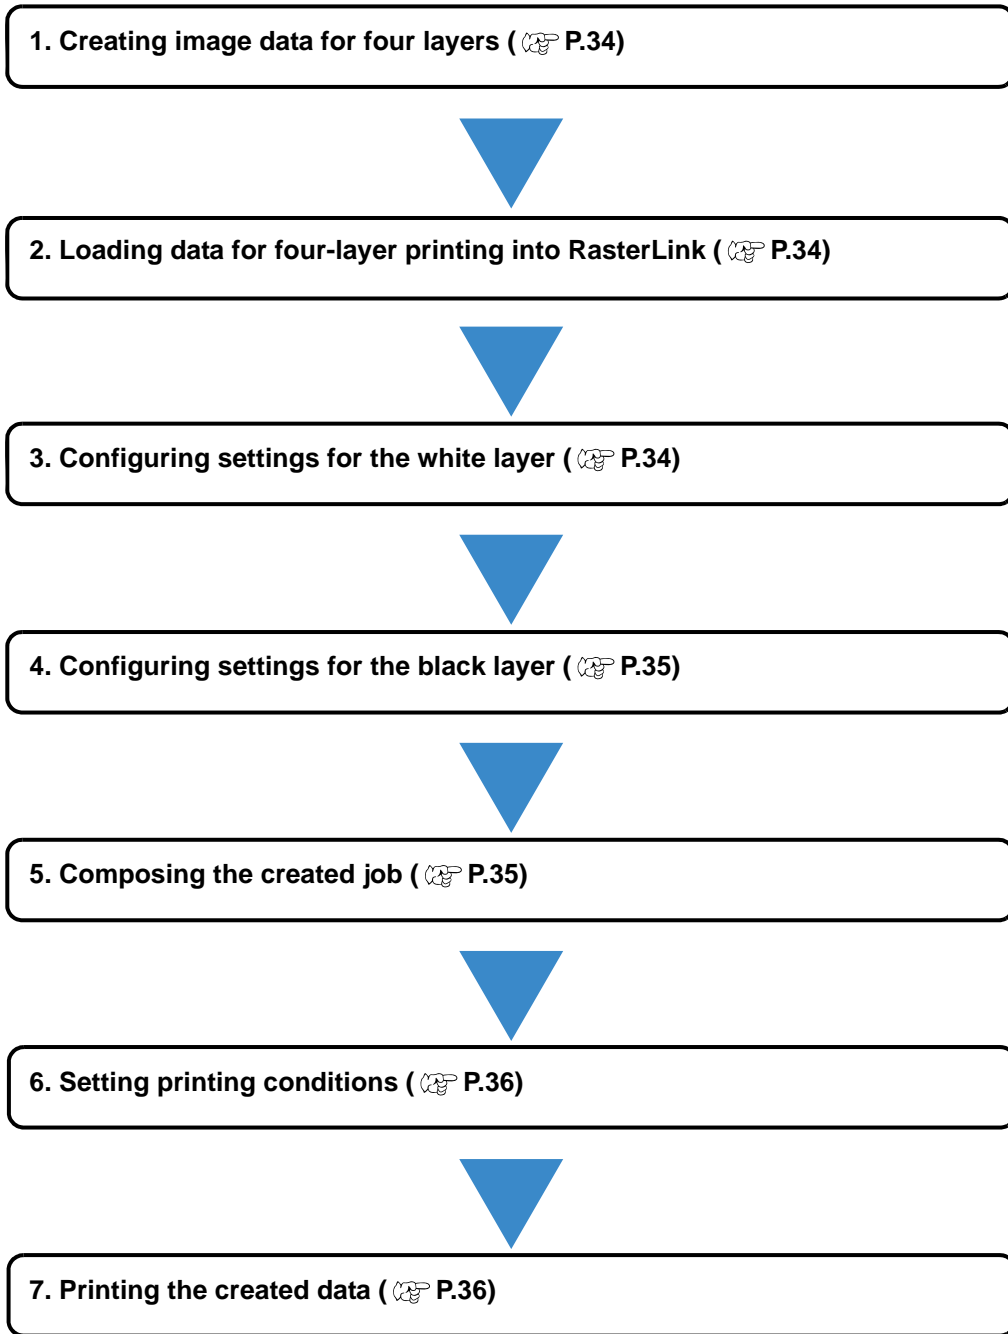 1. Creating image data for four layers ( ☞ P.34)
2. Loading data for four-layer printing into RasterLink ( ☞ P.34)
3. Configuring settings for the white layer ( ☞ P.34)
4. Configuring settings for the black layer ( ☞ P.35)
5. Composing the created job ( ☞ P.35)
6. Setting printing conditions ( ☞ P.36)
7. Printing the created data ( ☞ P.36)